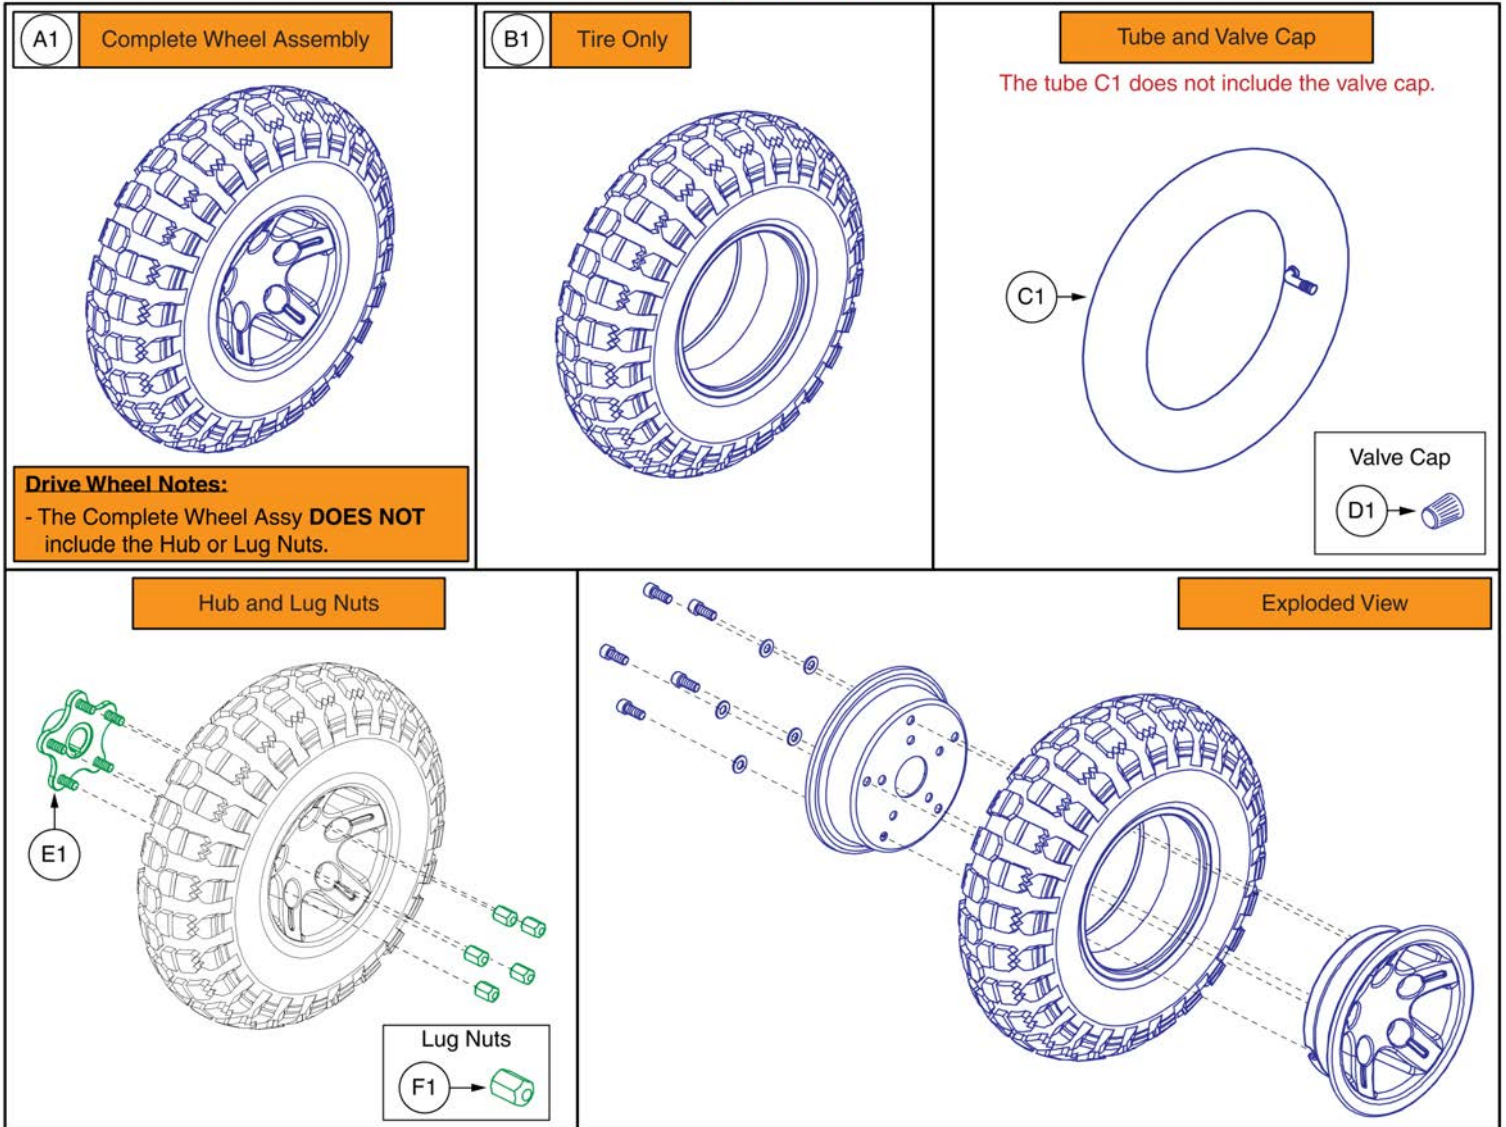 A1
Complete Wheel Assembly
Drive Wheel Notes:
- The Complete Wheel Assy DOES NOT
include the Hub or Lug Nuts.
B1
Tire Only
Tube and Valve Cap
The tube C1 does not include the valve cap.
C1
Valve Cap
D1
Hub and Lug Nuts
E1
Lug Nuts
F1
Exploded View